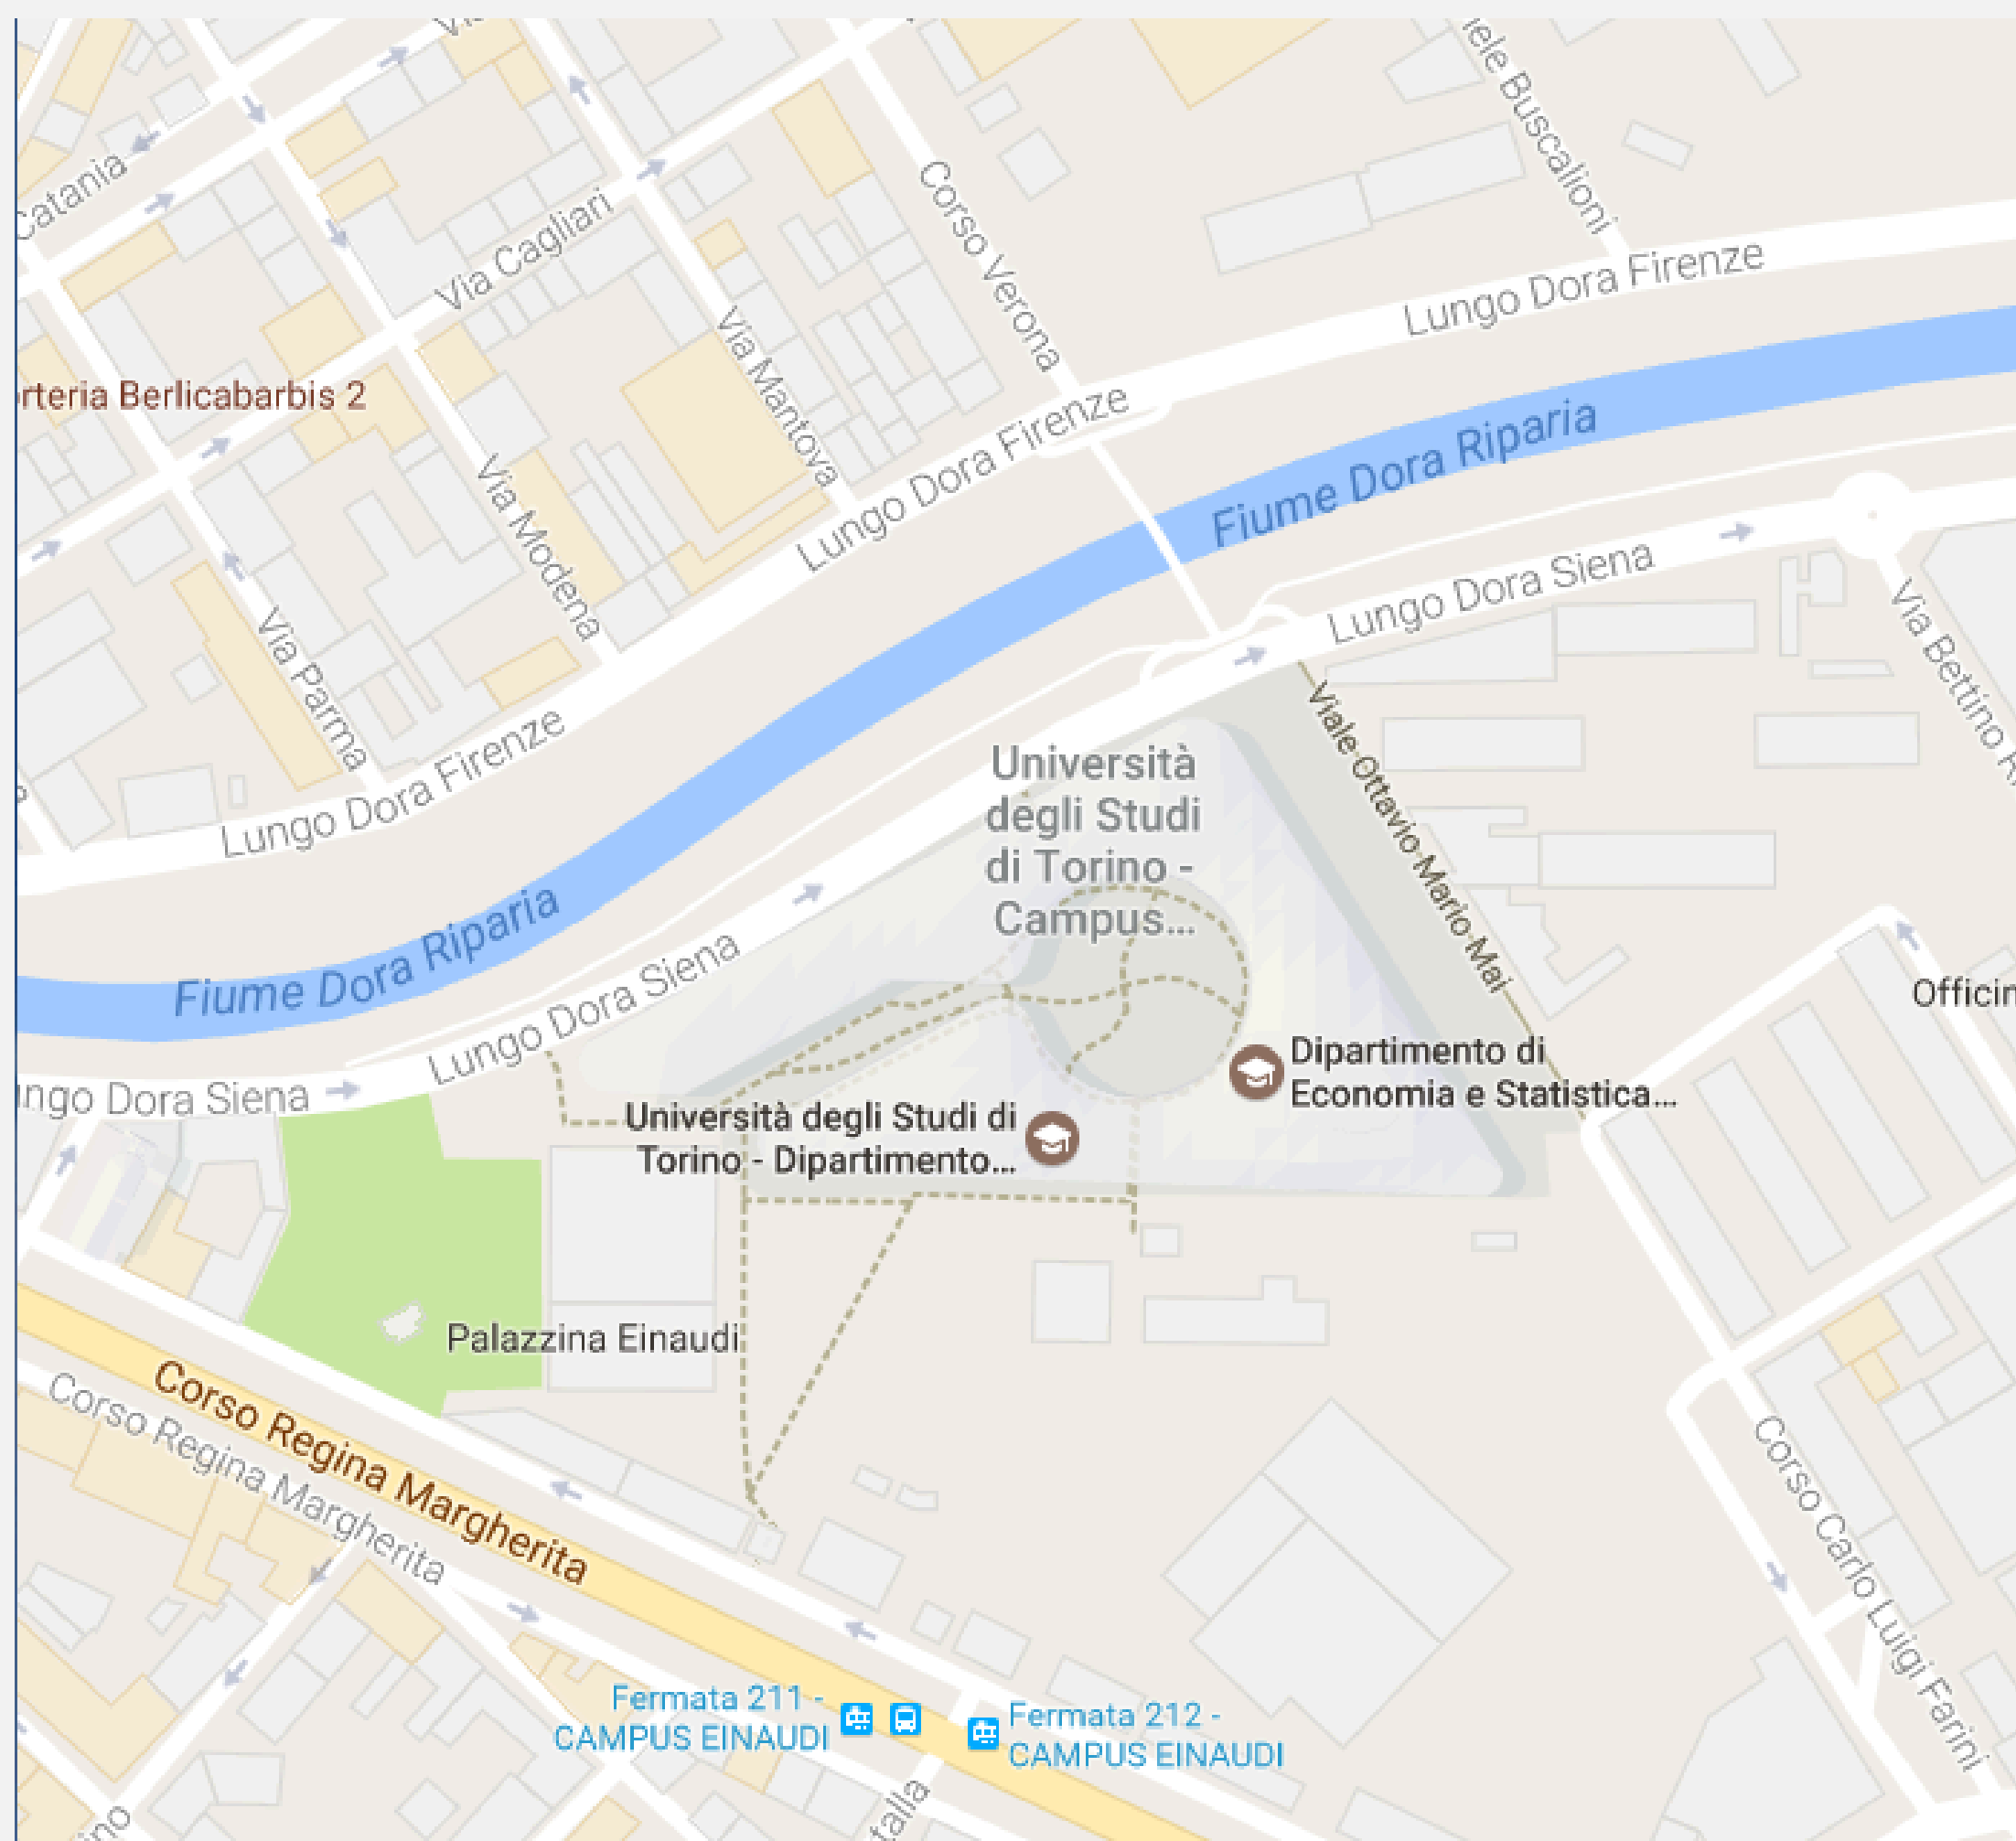 Catania
Via Cagliari
Corso Verona
iele Buscalioni
Lungo Dora Firenze
rteria Berlicabarbis 2
Via Mantova
Lungo Dora Firenze
Fiume Dora Riparia
Via Modena
Lungo Dora Siena
Via Parma
Via Bettino R
Viale Ottavio Mario Mai
Lungo Dora Firenze
Università
degli Studi
di Torino -
Campus...
Fiume Dora Riparia
Lungo Dora Siena
Officin
Dipartimento di
Economia e Statistica...
ngo Dora Siena
Università degli Studi di
Torino - Dipartimento...
Palazzina Einaudi
Corso Regina Margherita
Corso Regina Margherita
Corso Carlo Luigi Farini
Fermata 211 -
CAMPUS EINAUDI
Fermata 212 -
CAMPUS EINAUDI
talla
ino